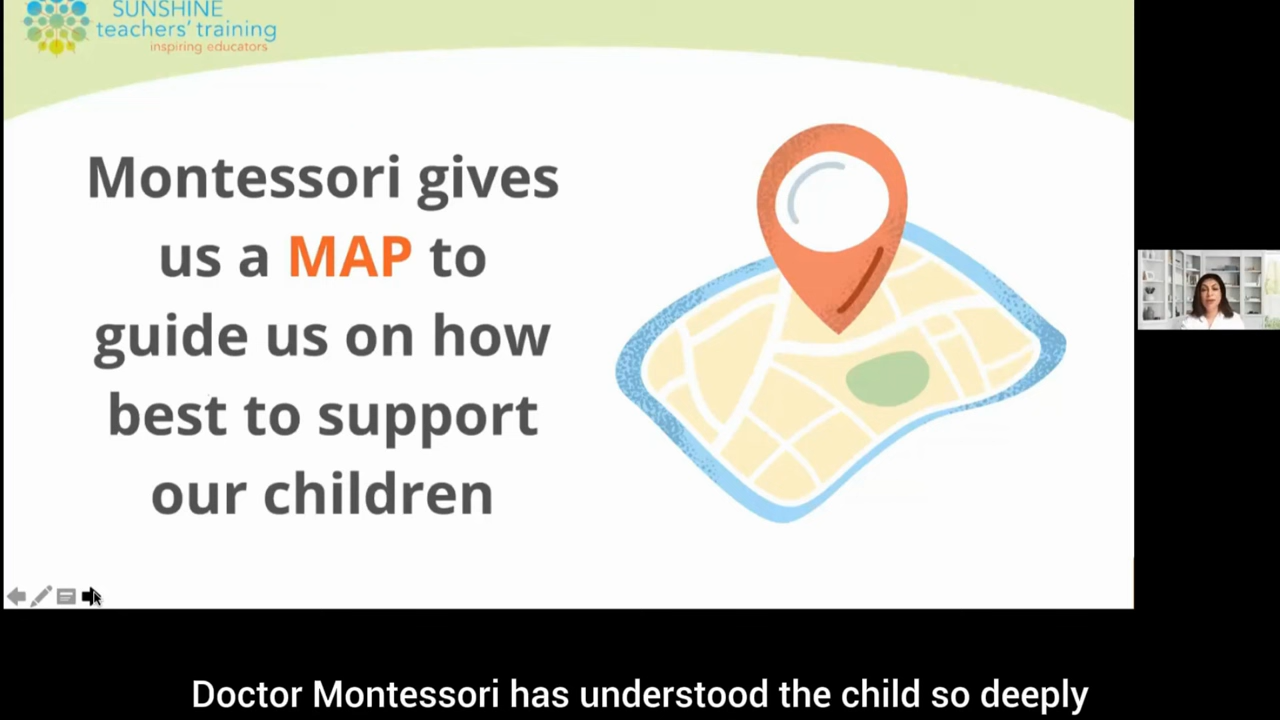 SUNSHINE
teachers' training
inspiring educators
Montessori gives
us a MAP to
guide us on how
best to support
our children
Doctor Montessori has understood the child so deeply